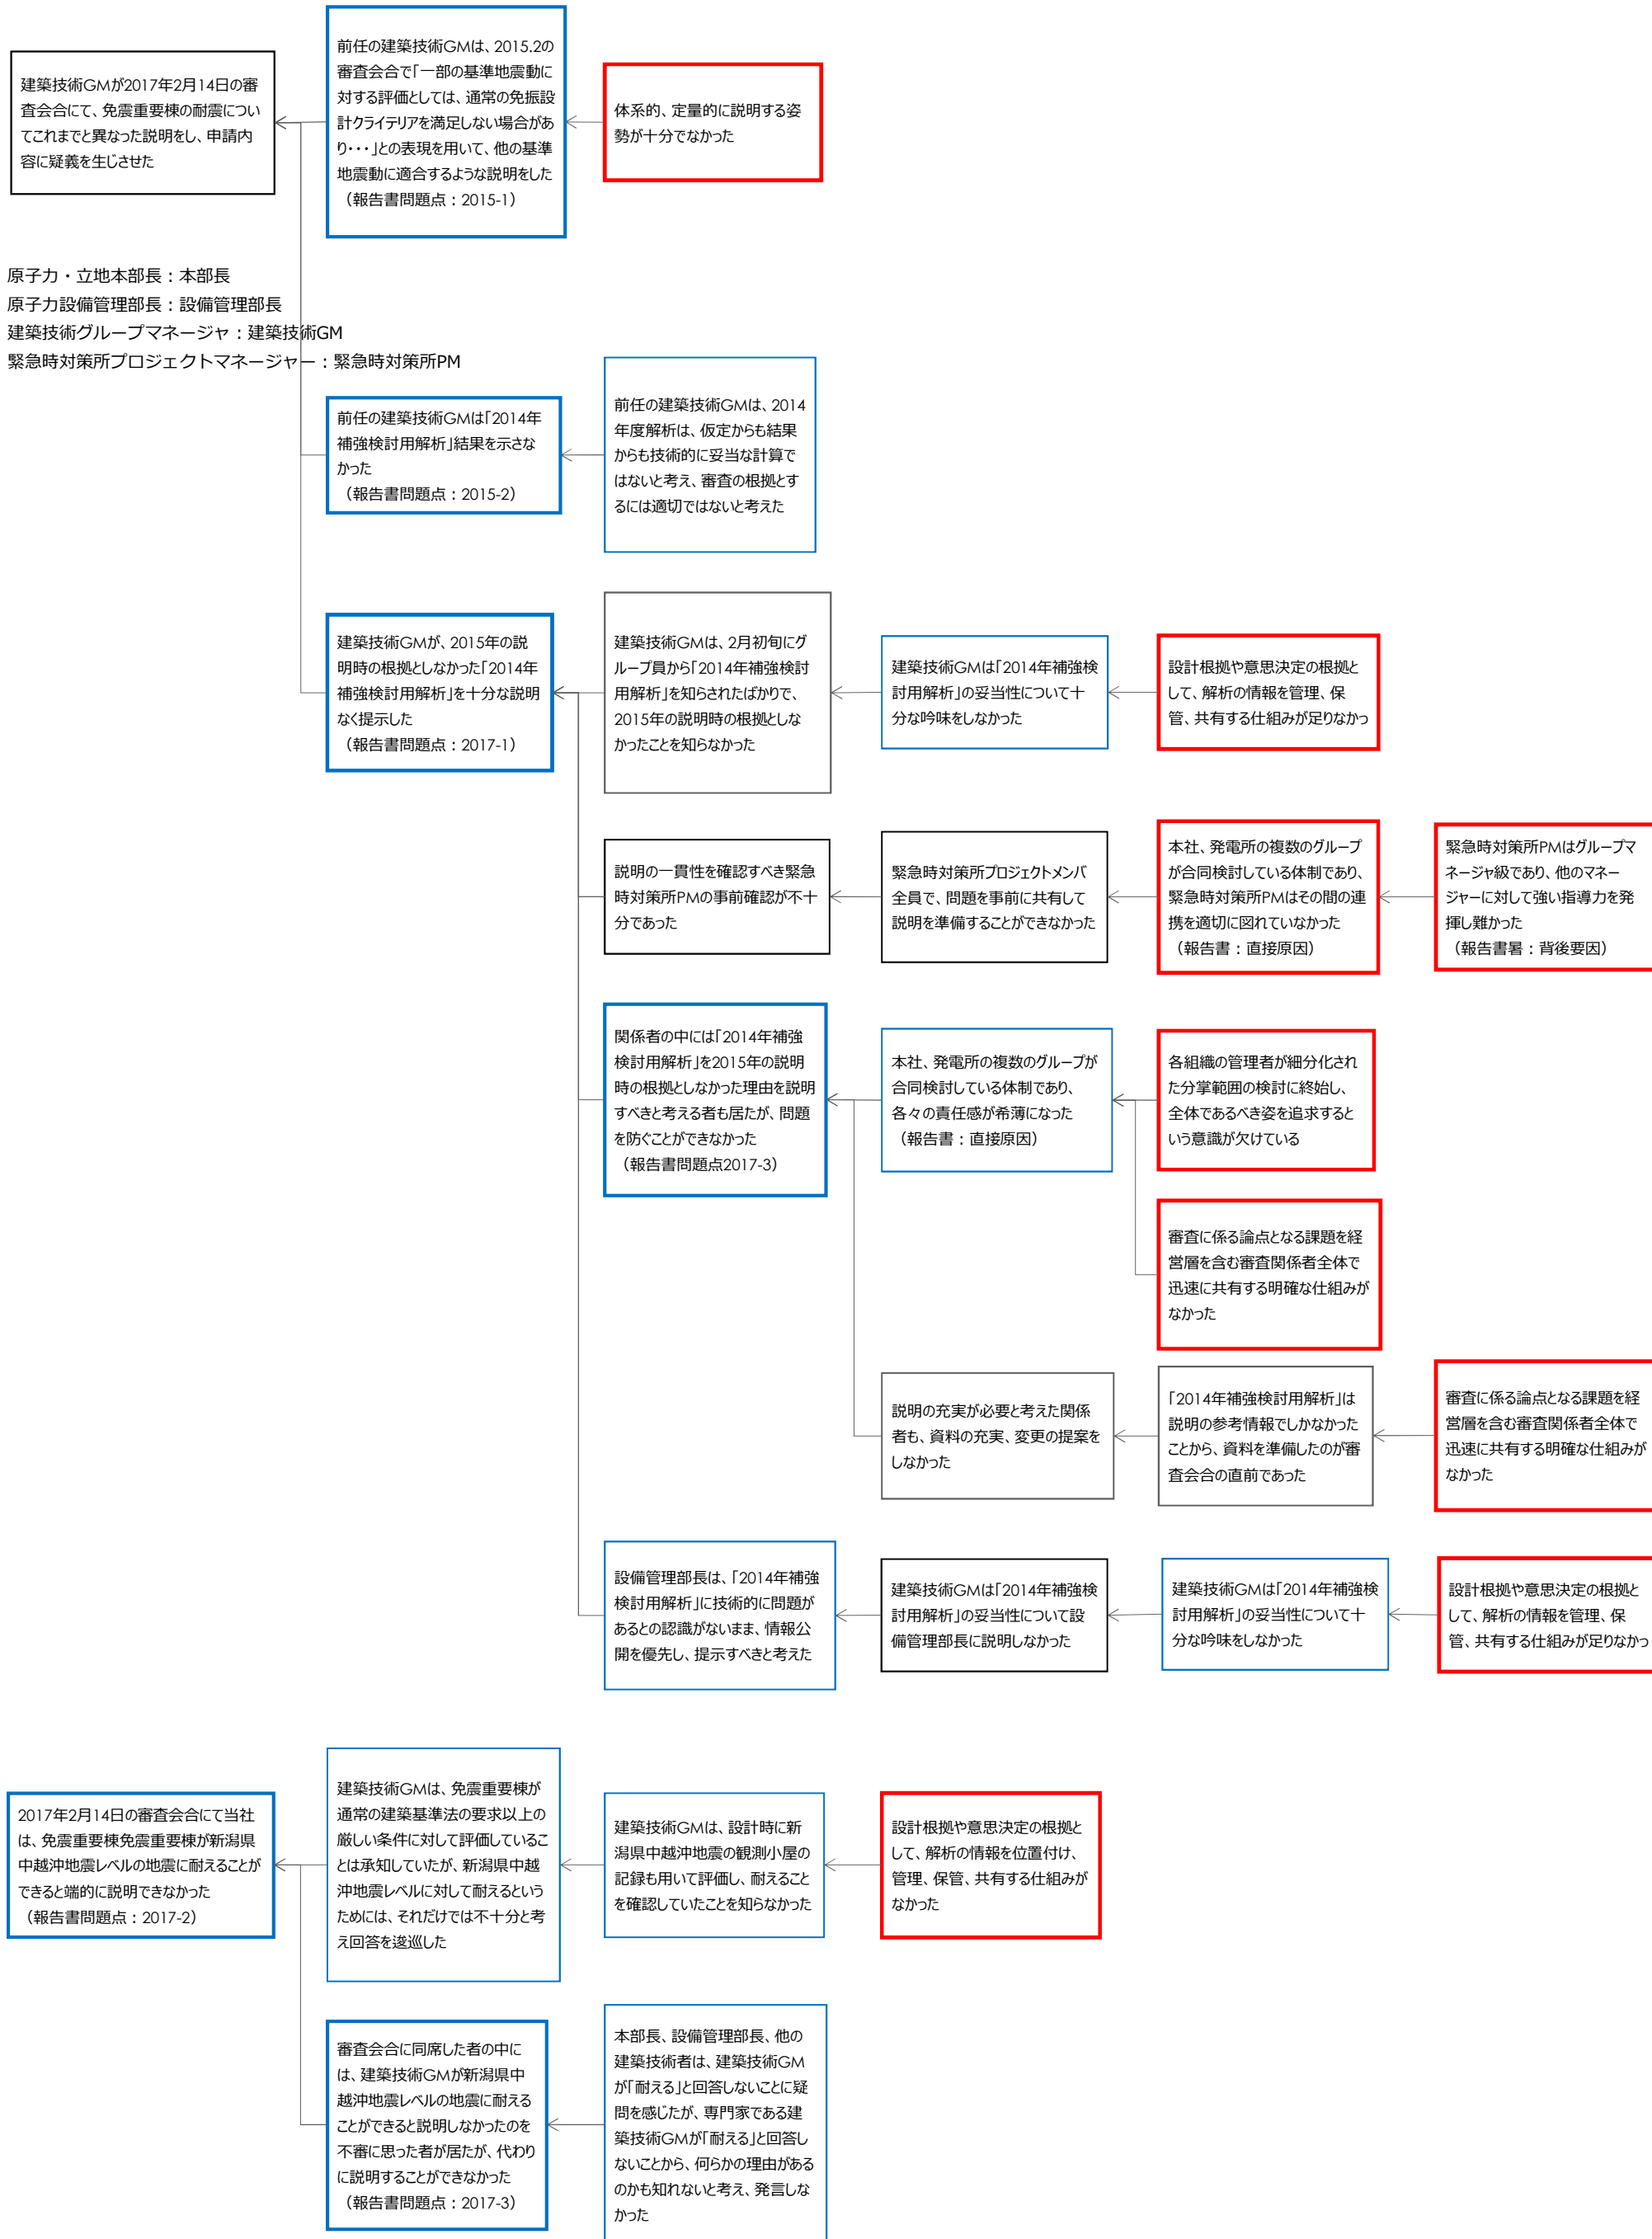 建築技術GMが2017年2月14日の審
査会合にて、免震重要棟の耐震につい
てこれまでと異なった説明をし、申請内
容に疑義を生じさせた
前任の建築技術GMは、2015.2の
審査会合で「一部の基準地震動に
対する評価としては、通常の免振設
計クライテリアを満足しない場合があ
り・・・」との表現を用いて、他の基準
地震動に適合するような説明をした
（報告書問題点：2015-1）
体系的、定量的に説明する姿
勢が十分でなかった
原子力・立地本部長：本部長
原子力設備管理部長：設備管理部長
建築技術グループマネージャ：建築技術GM
緊急時対策所プロジェクトマネージャー：緊急時対策所PM
前任の建築技術GMは「2014年
補強検討用解析」結果を示さな
かった
（報告書問題点：2015-2）
前任の建築技術GMは、2014
年度解析は、仮定からも結果
からも技術的に妥当な計算で
はないと考え、審査の根拠とす
るには適切ではないと考えた
建築技術GMが、2015年の説
明時の根拠としなかった「2014年
補強検討用解析」を十分な説明
なく提示した
（報告書問題点：2017-1）
建築技術GMは、2月初旬にグ
ループ員から「2014年補強検討
用解析」を知らされたばかりで、
2015年の説明時の根拠としな
かったことを知らなかった
建築技術GMは「2014年補強検
討用解析」の妥当性について十
分な吟味をしなかった
設計根拠や意思決定の根拠と
して、解析の情報を管理、保
管、共有する仕組みが足りなかっ
説明の一貫性を確認すべき緊急
時対策所PMの事前確認が不十
分であった
緊急時対策所プロジェクトメンバ
全員で、問題を事前に共有して
説明を準備することができなかった
本社、発電所の複数のグループ
が合同検討している体制であり、
緊急時対策所PMはその間の連
携を適切に図れていなかった
（報告書：直接原因）
緊急時対策所PMはグループマ
ネージャ級であり、他のマネー
ジャーに対して強い指導力を発
揮し難かった
（報告書暑：背後要因）
関係者の中には「2014年補強
検討用解析」を2015年の説明
時の根拠としなかった理由を説明
すべきと考える者も居たが、問題
を防ぐことができなかった
（報告書問題点2017-3）
本社、発電所の複数のグループが
合同検討している体制であり、
各々の責任感が希薄になった
（報告書：直接原因）
各組織の管理者が細分化され
た分掌範囲の検討に終始し、
全体であるべき姿を追求すると
いう意識が欠けている
審査に係る論点となる課題を経
営層を含む審査関係者全体で
迅速に共有する明確な仕組みが
なかった
説明の充実が必要と考えた関係
者も、資料の充実、変更の提案を
しなかった
「2014年補強検討用解析」は
説明の参考情報でしかなかった
ことから、資料を準備したのが審
査会合の直前であった
審査に係る論点となる課題を経
営層を含む審査関係者全体で
迅速に共有する明確な仕組みが
なかった
設備管理部長は、「2014年補強
検討用解析」に技術的に問題が
あるとの認識がないまま、情報公
開を優先し、提示すべきと考えた
建築技術GMは「2014年補強検
討用解析」の妥当性について設
備管理部長に説明しなかった
建築技術GMは「2014年補強検
討用解析」の妥当性について十
分な吟味をしなかった
設計根拠や意思決定の根拠と
して、解析の情報を管理、保
管、共有する仕組みが足りなかっ
2017年2月14日の審査会合にて当社
は、免震重要棟免震重要棟が新潟県
中越沖地震レベルの地震に耐えることが
できると端的に説明できなかった
（報告書問題点：2017-2）
建築技術GMは、免震重要棟が
通常の建築基準法の要求以上の
厳しい条件に対して評価しているこ
とは承知していたが、新潟県中越
沖地震レベルに対して耐えるという
ためには、それだけでは不十分と考
え回答を逡巡した
建築技術GMは、設計時に新
潟県中越沖地震の観測小屋の
記録も用いて評価し、耐えること
を確認していたことを知らなかった
設計根拠や意思決定の根拠と
して、解析の情報を位置付け、
管理、保管、共有する仕組みが
なかった
審査会合に同席した者の中に
は、建築技術GMが新潟県中
越沖地震レベルの地震に耐える
ことができると説明しなかったのを
不審に思った者が居たが、代わり
に説明することができなかった
（報告書問題点：2017-3）
本部長、設備管理部長、他の
建築技術者は、建築技術GM
が「耐える」と回答しないことに疑
問を感じたが、専門家である建
築技術GMが「耐える」と回答し
ないことから、何らかの理由がある
のかも知れないと考え、発言しな
かった